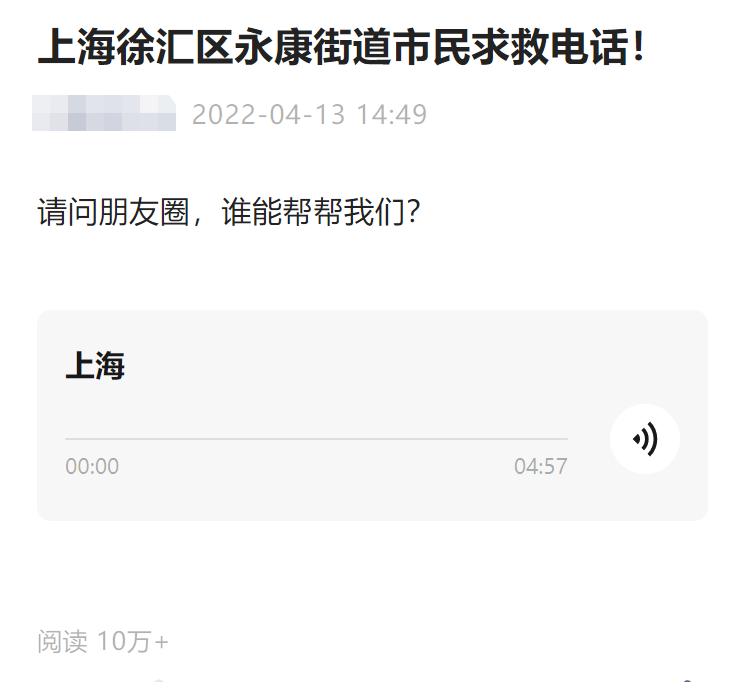 上海徐汇区永康街道市民求救电话！
2022-04-13 14:49
请问朋友圈，谁能帮帮我们？
上海
00:00 04:57
阅读 10万+